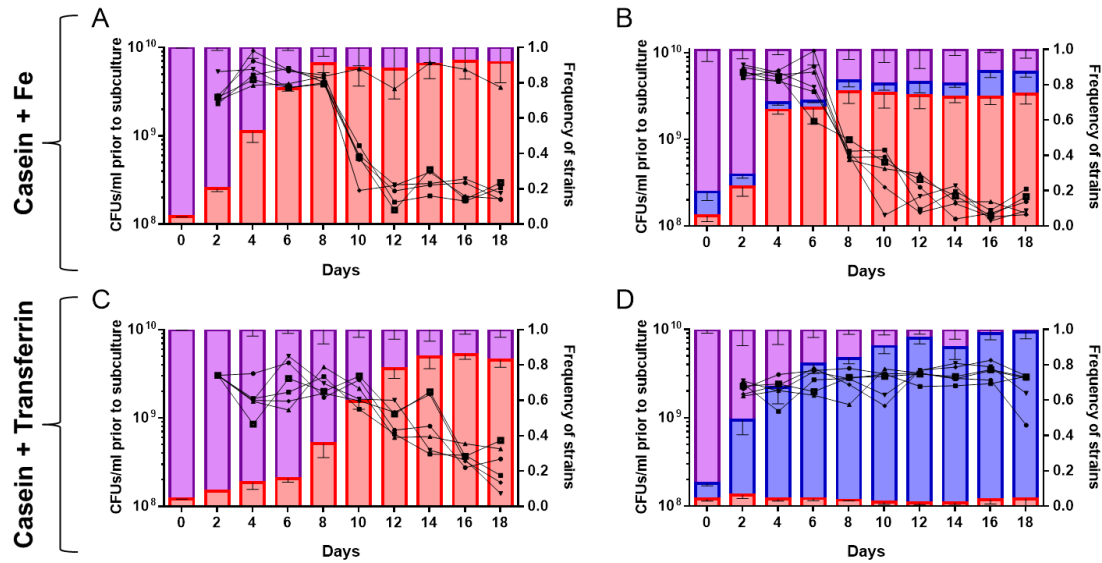 Casein + Fe
A
CFUs/ml prior to subculture
10^10
10^9
10^8
1.0
0.8
0.6
0.4
0.2
0.0
Frequency of strains
0 2 4 6 8 10 12 14 16 18
Days
B
CFUs/ml prior to subculture
10^10
10^9
10^8
1.0
0.8
0.6
0.4
0.2
0.0
Frequency of strains
0 2 4 6 8 10 12 14 16 18
Days
Casein + Transferrin
C
CFUs/ml prior to subculture
10^10
10^9
10^8
1.0
0.8
0.6
0.4
0.2
0.0
Frequency of strains
0 2 4 6 8 10 12 14 16 18
Days
D
CFUs/ml prior to subculture
10^10
10^9
10^8
1.0
0.8
0.6
0.4
0.2
0.0
Frequency of strains
0 2 4 6 8 10 12 14 16 18
Days